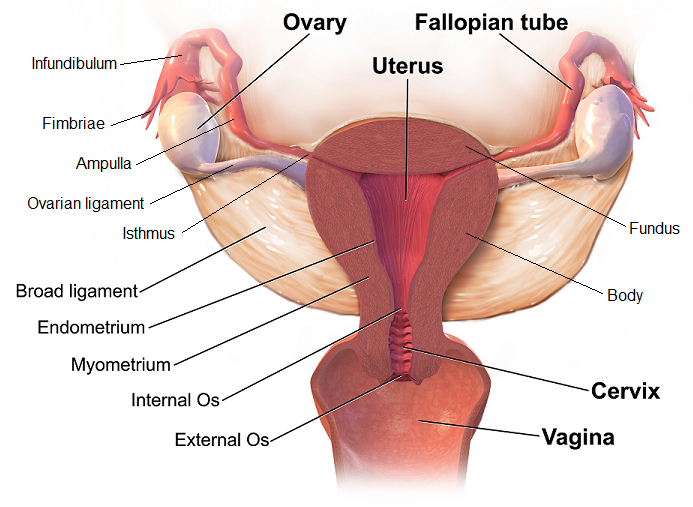 Ovary
Fallopian tube
Uterus
Infundibulum
Fimbriae
Ampulla
Ovarian ligament
Isthmus
Fundus
Broad ligament
Body
Endometrium
Myometrium
Internal Os
Cervix
External Os
Vagina